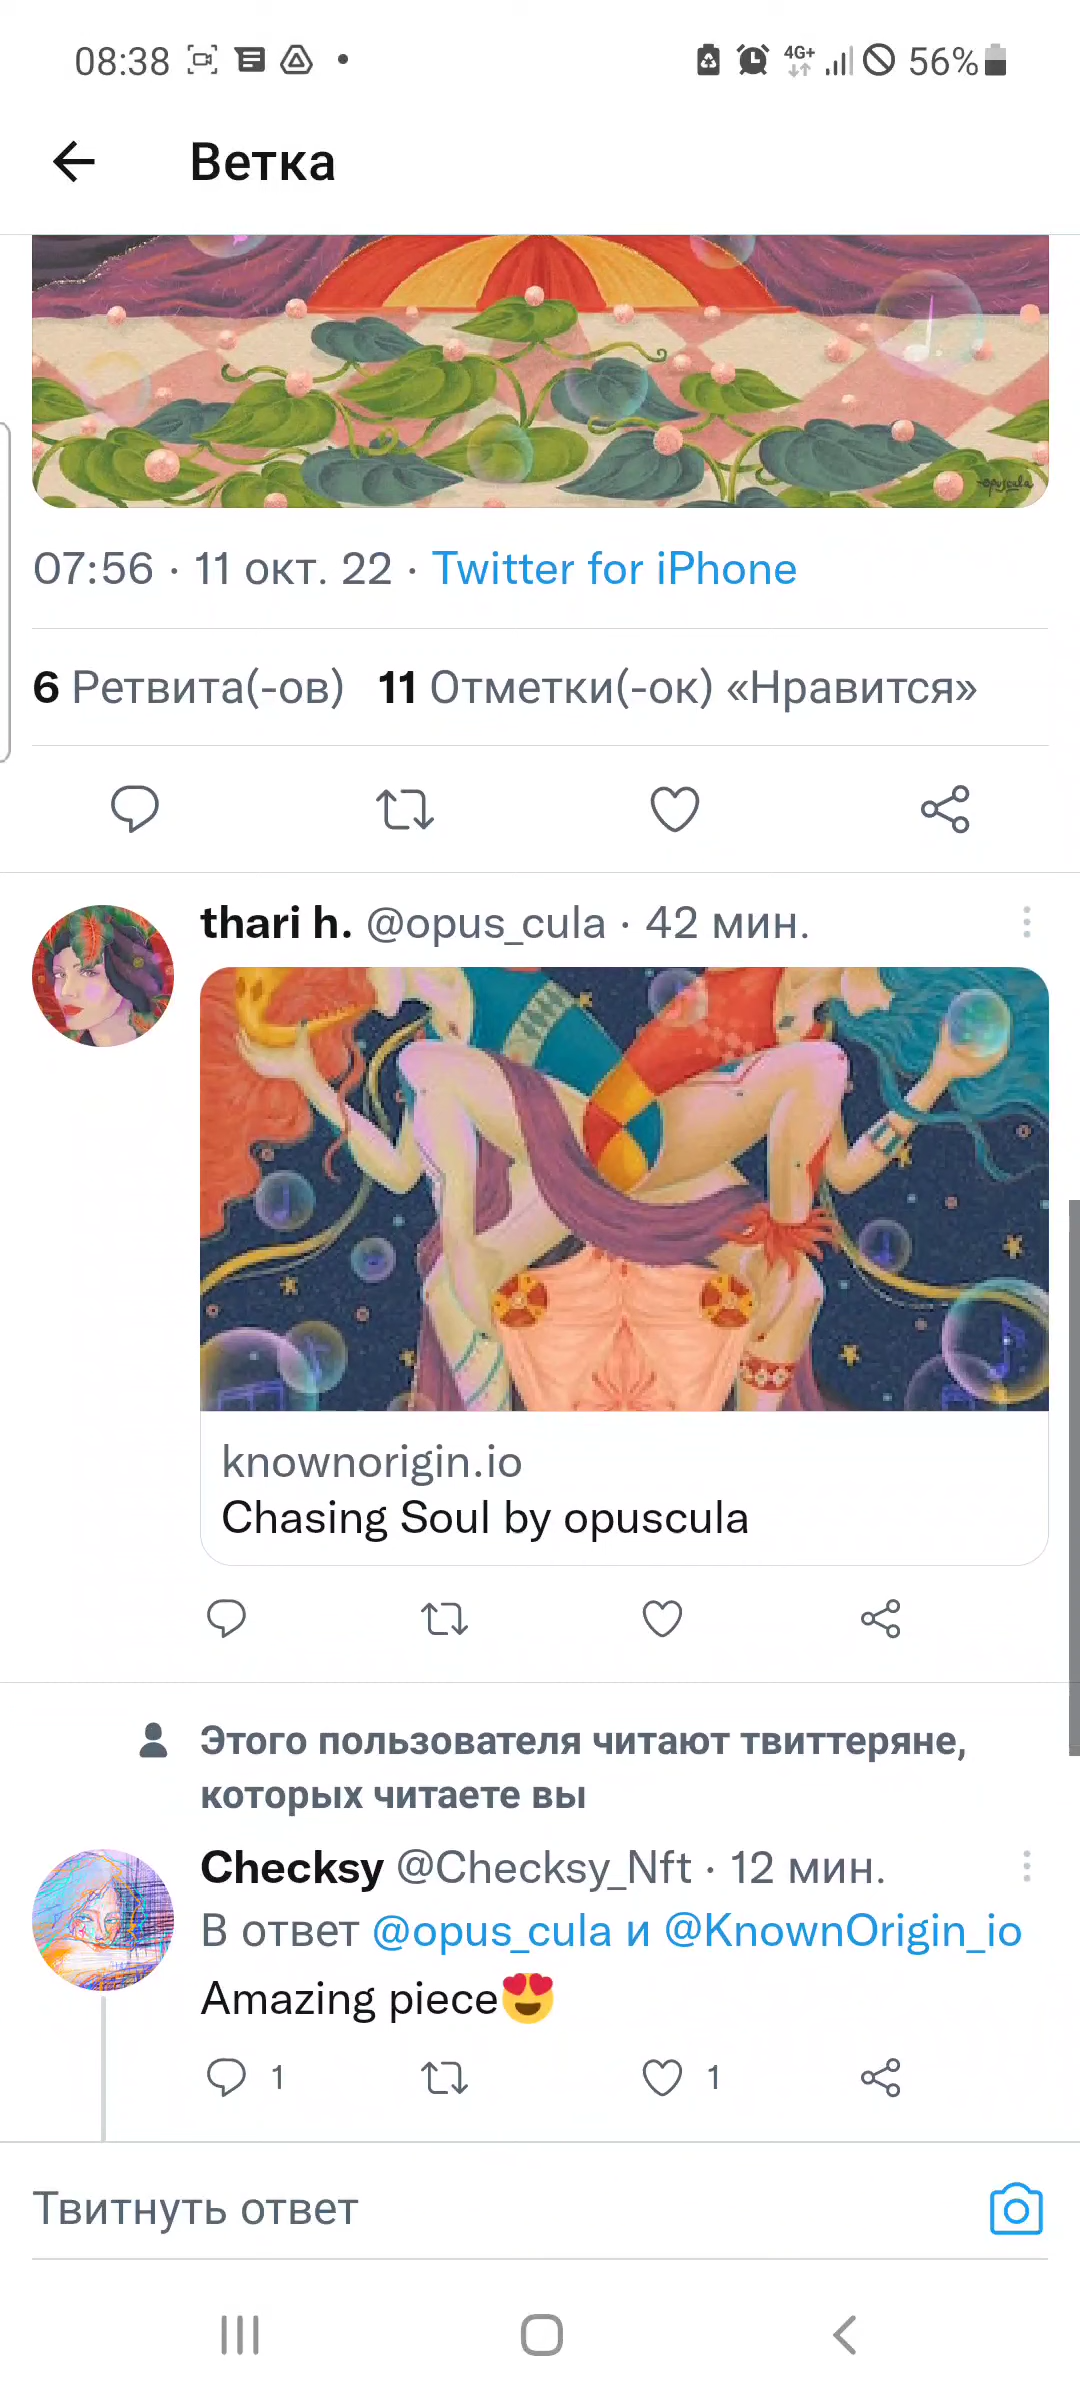 08:38 4G+ 56%
Ветка
opuscula
07:56 · 11 окт. 22 · Twitter for iPhone
6 Ретвита(-ов) 11 Отметки(-ок) «Нравится»
thari h. @opus_cula · 42 мин.
knownorigin.io
Chasing Soul by opuscula
Этого пользователя читают твиттеряне,
которых читаете вы
Checksy @Checksy_Nft · 12 мин.
В ответ @opus_cula и @KnownOrigin_io
Amazing piece😍
1 1
Твитнуть ответ